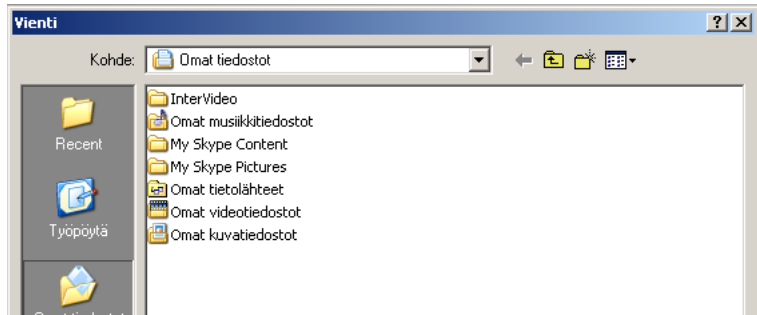 Vienti
Kohde: Omat tiedostot
Recent
Työpöytä
InterVideo
Omat musiikkitiedostot
My Skype Content
My Skype Pictures
Omat tietolähteet
Omat videotiedostot
Omat kuvatiedostot